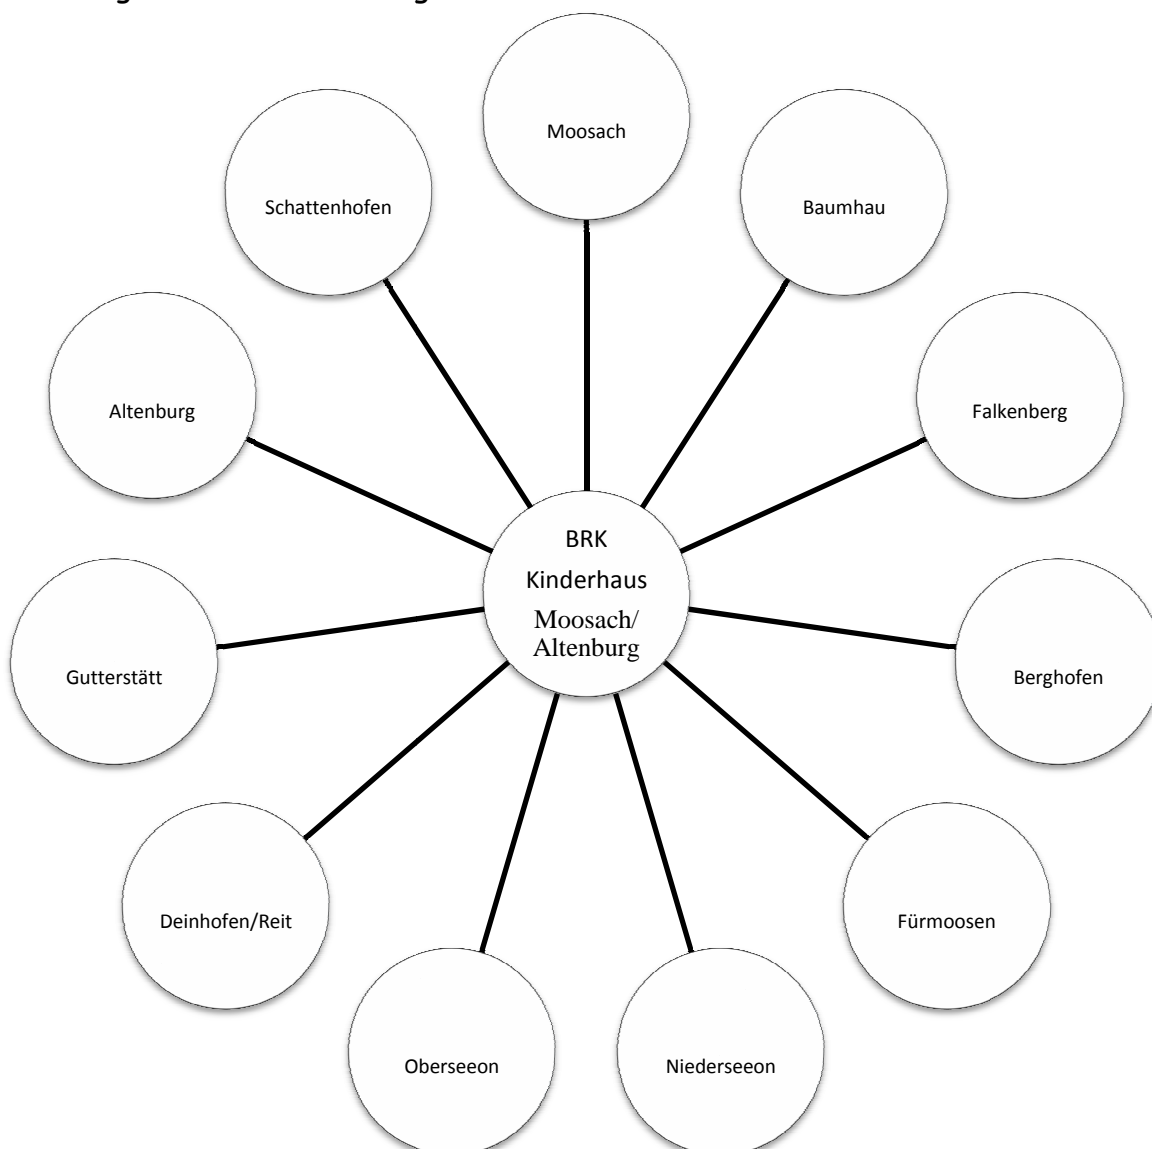 Moosach
Baumhau
Falkenberg
Berghofen
Fürmoosen
Niederseeon
Oberseeon
Deinhofen/Reit
Gutterstätt
Altenburg
Schattenhofen
BRK
Kinderhaus
Moosach/
Altenburg